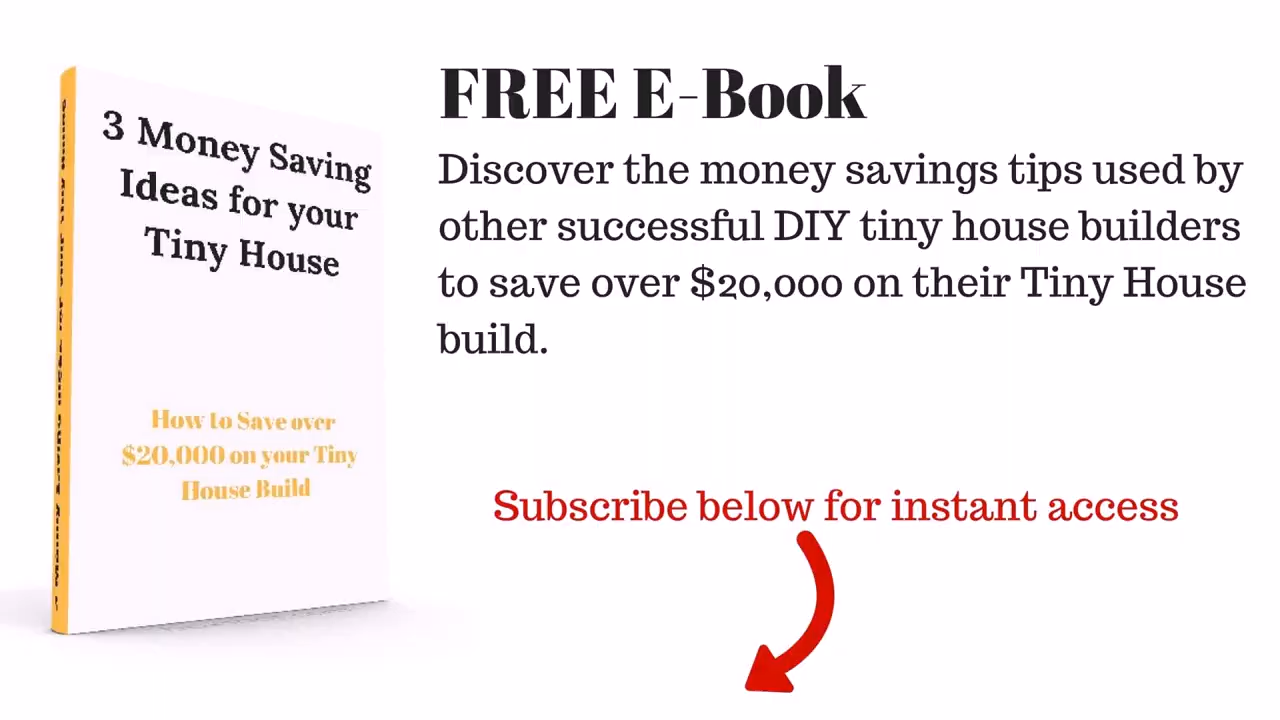 3 Money Saving
Ideas for your
Tiny House
How to Save over
$20,000 on your Tiny
House Build
FREE E-Book
Discover the money savings tips used by
other successful DIY tiny house builders
to save over $20,000 on their Tiny House
build.
Subscribe below for instant access